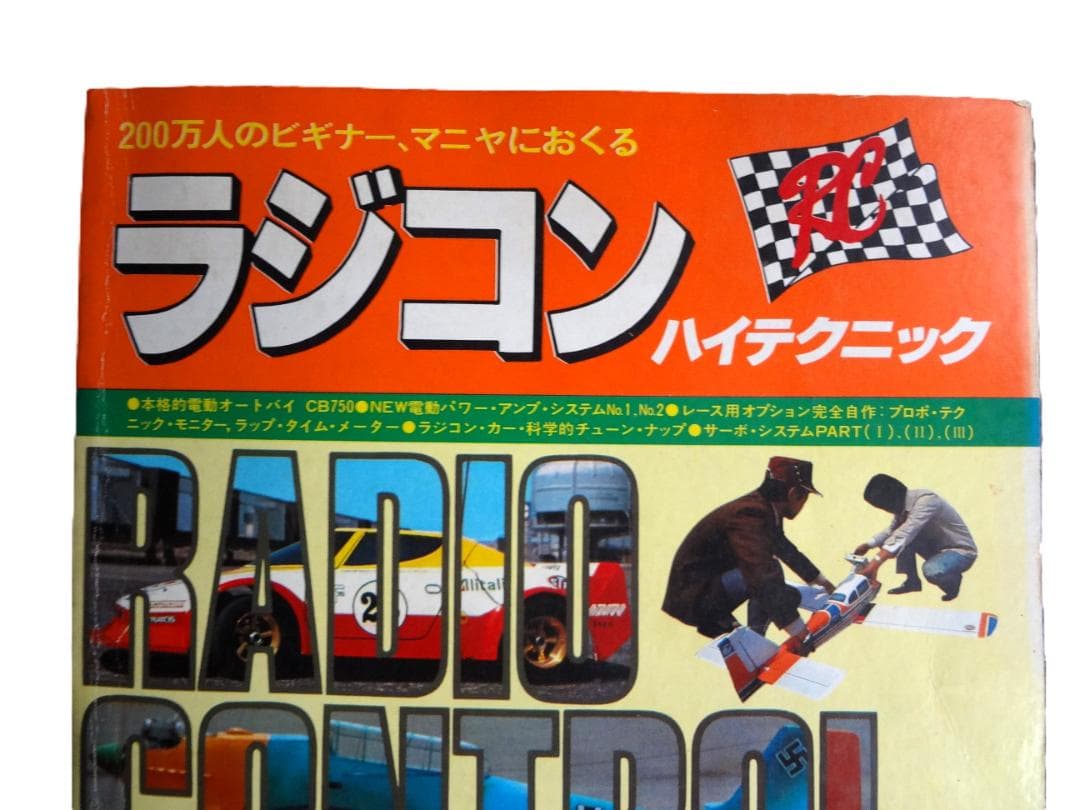 200万人のビギナー、マニヤにおくる
RC
ラジコン
ハイテクニック
●本格的電動オートバイ CB750●NEW電動パワー・アンプ・システムNo.1、No.2●レース用オプション完全自作:プロポ・テク
ニック・モニター,ラップ・タイム・メーター●ラジコン・カー・科学的チューン・ナップ●サーボ・システムPART(Ⅰ).(Ⅱ).(Ⅲ)
RADIO
Alitalia
CONTROL